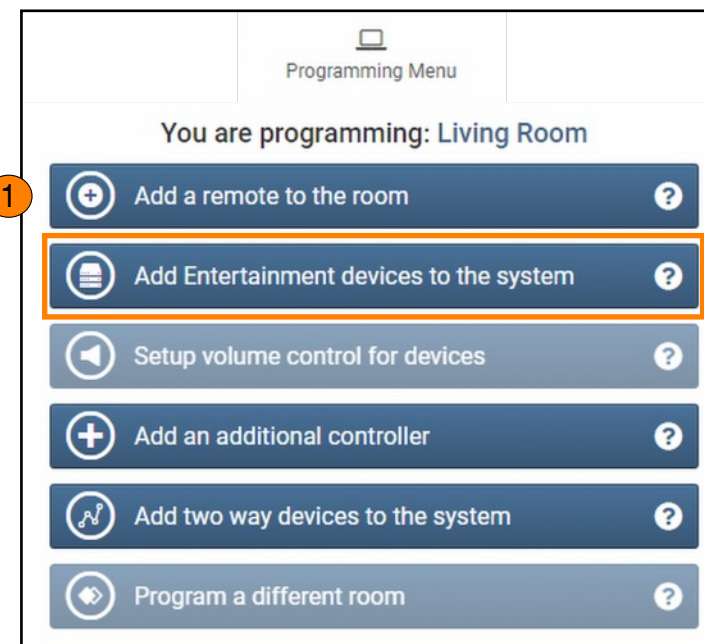 Programming Menu
You are programming: Living Room
1
Add a remote to the room ?
Add Entertainment devices to the system ?
Setup volume control for devices ?
Add an additional controller ?
Add two way devices to the system ?
Program a different room ?